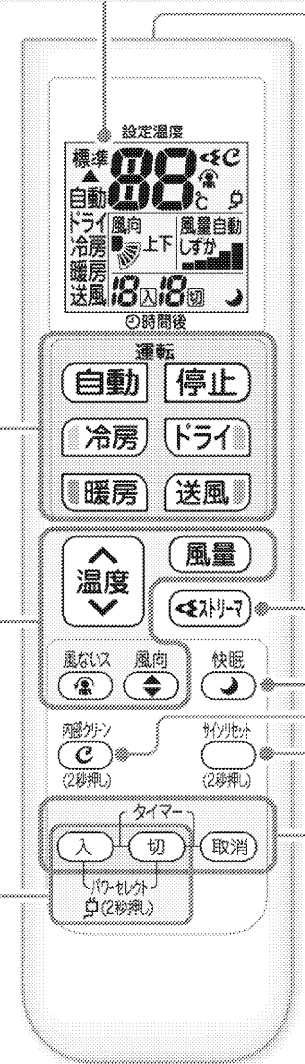 設定温度
標準 88 ℃
自動
ドライ 風向 風量自動
冷房 上下 しずか
暖房
送風 18入 18切
時間後
運転
自動 停止
冷房 ドライ
暖房 送風
温度 風量
ストリーマ
風ないス 風向 快眠
内部クリーン サインリセット
(2秒押し) (2秒押し)
タイマー
入 切 取消
パワーセレクト
(2秒押し)